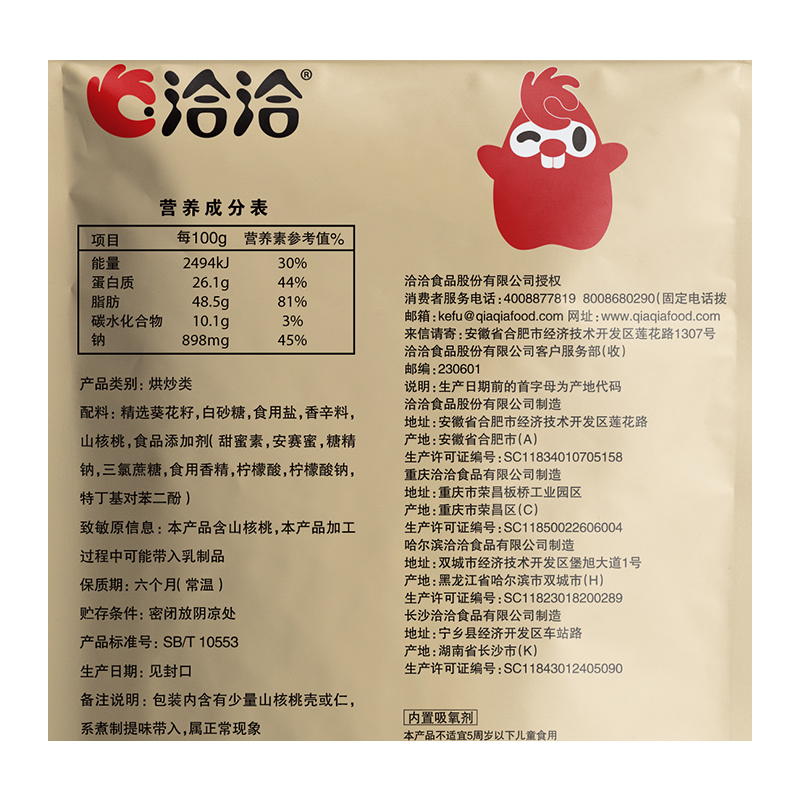 洽洽®
营养成分表
项目 每100g 营养素参考值%
能量 2494kJ 30%
蛋白质 26.1g 44%
脂肪 48.5g 81%
碳水化合物 10.1g 3%
钠 898mg 45%
产品类别: 烘炒类
配料: 精选葵花籽,白砂糖,食用盐,香辛料,
山核桃,食品添加剂( 甜蜜素,安赛蜜,糖精
钠,三氯蔗糖,食用香精,柠檬酸,柠檬酸钠,
特丁基对苯二酚 )
致敏原信息: 本产品含山核桃,本产品加工
过程中可能带入乳制品
保质期: 六个月( 常温 )
贮存条件: 密闭放阴凉处
产品标准号: SB/T 10553
生产日期: 见封口
备注说明: 包装内含有少量山核桃壳或仁,
系煮制提味带入,属正常现象
洽洽食品股份有限公司授权
消费者服务电话:4008877819 8008680290(固定电话拨
邮箱:kefu@qiaqiafood.com 网址:www.qiaqiafood.com
来信请寄:安徽省合肥市经济技术开发区莲花路1307号
洽洽食品股份有限公司客户服务部(收)
邮编:230601
说明:生产日期前的首字母为产地代码
洽洽食品股份有限公司制造
地址:安徽省合肥市经济技术开发区莲花路
产地:安徽省合肥市(A)
生产许可证编号:SC11834010705158
重庆洽洽食品有限公司制造
地址:重庆市荣昌板桥工业园区
产地:重庆市荣昌区(C)
生产许可证编号:SC11850022606004
哈尔滨洽洽食品有限公司制造
地址:双城市经济技术开发区堡旭大道1号
产地:黑龙江省哈尔滨市双城市(H)
生产许可证编号:SC11823018200289
长沙洽洽食品有限公司制造
地址:宁乡县经济开发区车站路
产地:湖南省长沙市(K)
生产许可证编号:SC11843012405090
内置吸氧剂
本产品不适宜5周岁以下儿童食用